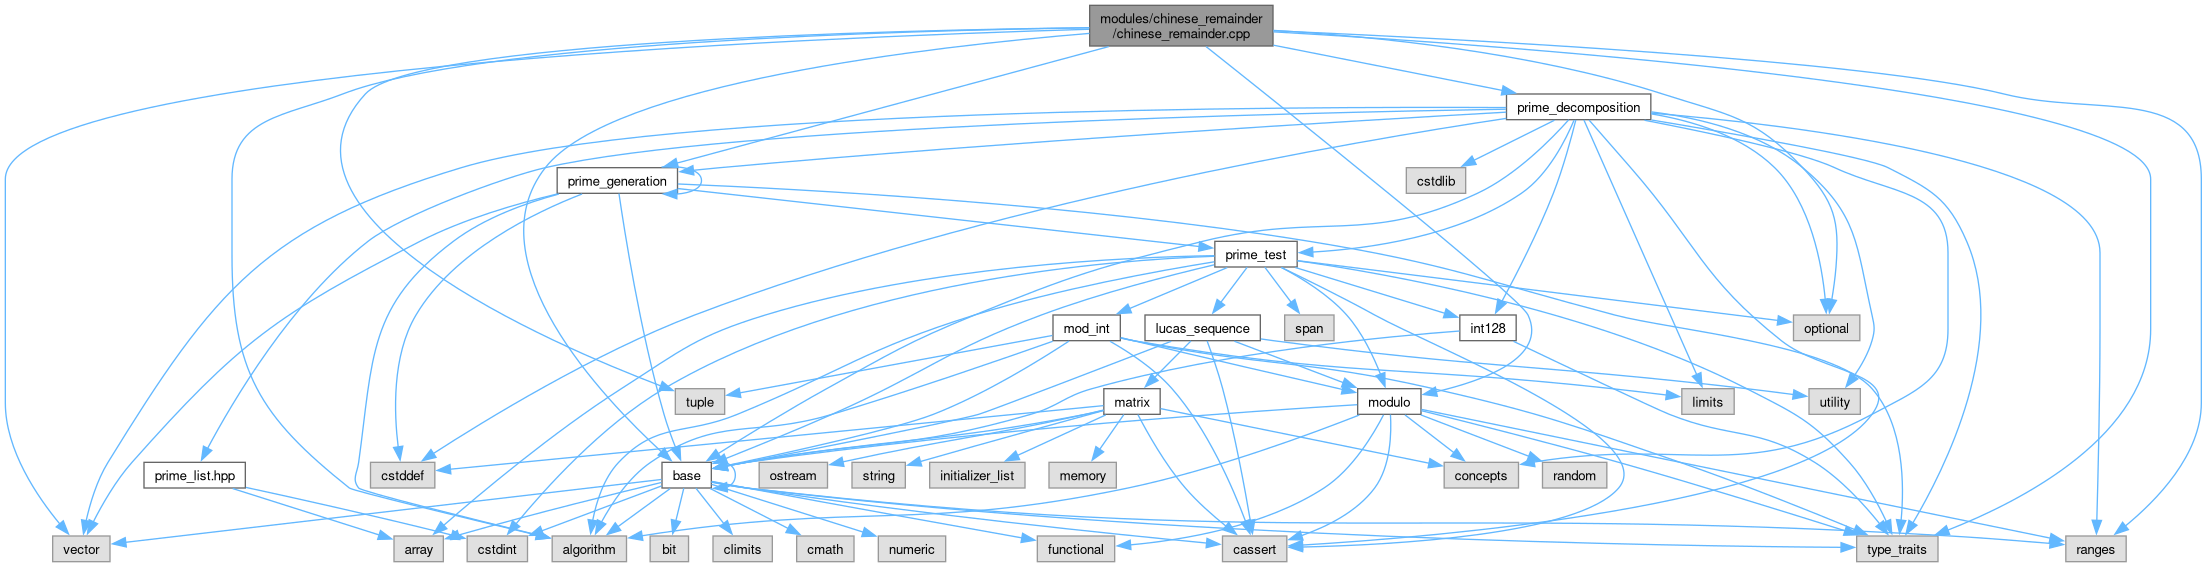 modules/chinese_remainder
/chinese_remainder.cpp
prime_decomposition
prime_generation
cstdlib
prime_test
mod_int
lucas_sequence
span
int128
optional
tuple
matrix
modulo
limits
utility
prime_list.hpp
cstddef
base
ostream
string
initializer_list
memory
concepts
random
vector
array
cstdint
algorithm
bit
climits
cmath
numeric
functional
cassert
type_traits
ranges